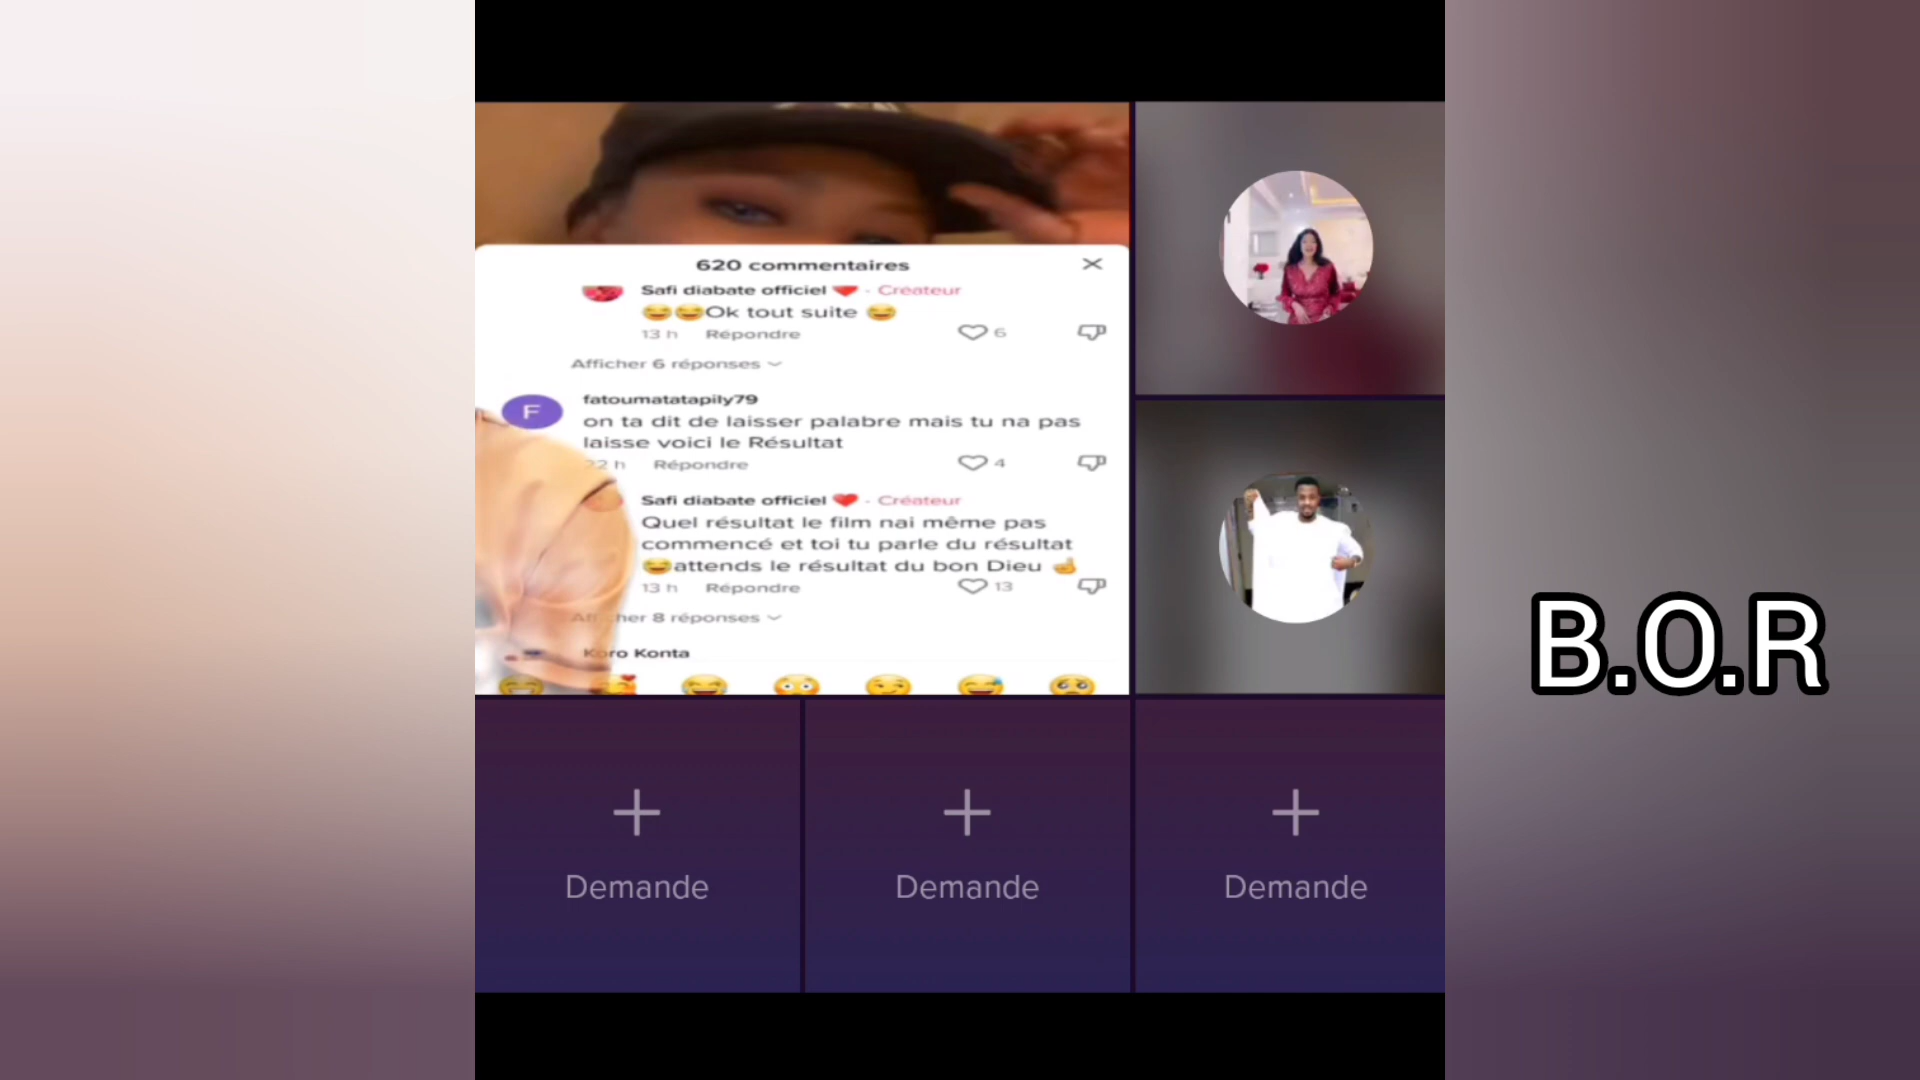 620 commentaires
Safi diabate officiel ❤️ · Créateur
😂😂Ok tout suite 😂
13 h Répondre 6
Afficher 6 réponses
F
fatoumatatapily79
on ta dit de laisser palabre mais tu na pas
laisse voici le Résultat
22 h Répondre 4
Safi diabate officiel ❤️ · Créateur
Quel résultat le film nai même pas
commencé et toi tu parle du résultat
😂attends le résultat du bon Dieu ☝️
13 h Répondre 13
Afficher 8 réponses
Koro Konta
Demande
Demande
Demande
B.O.R